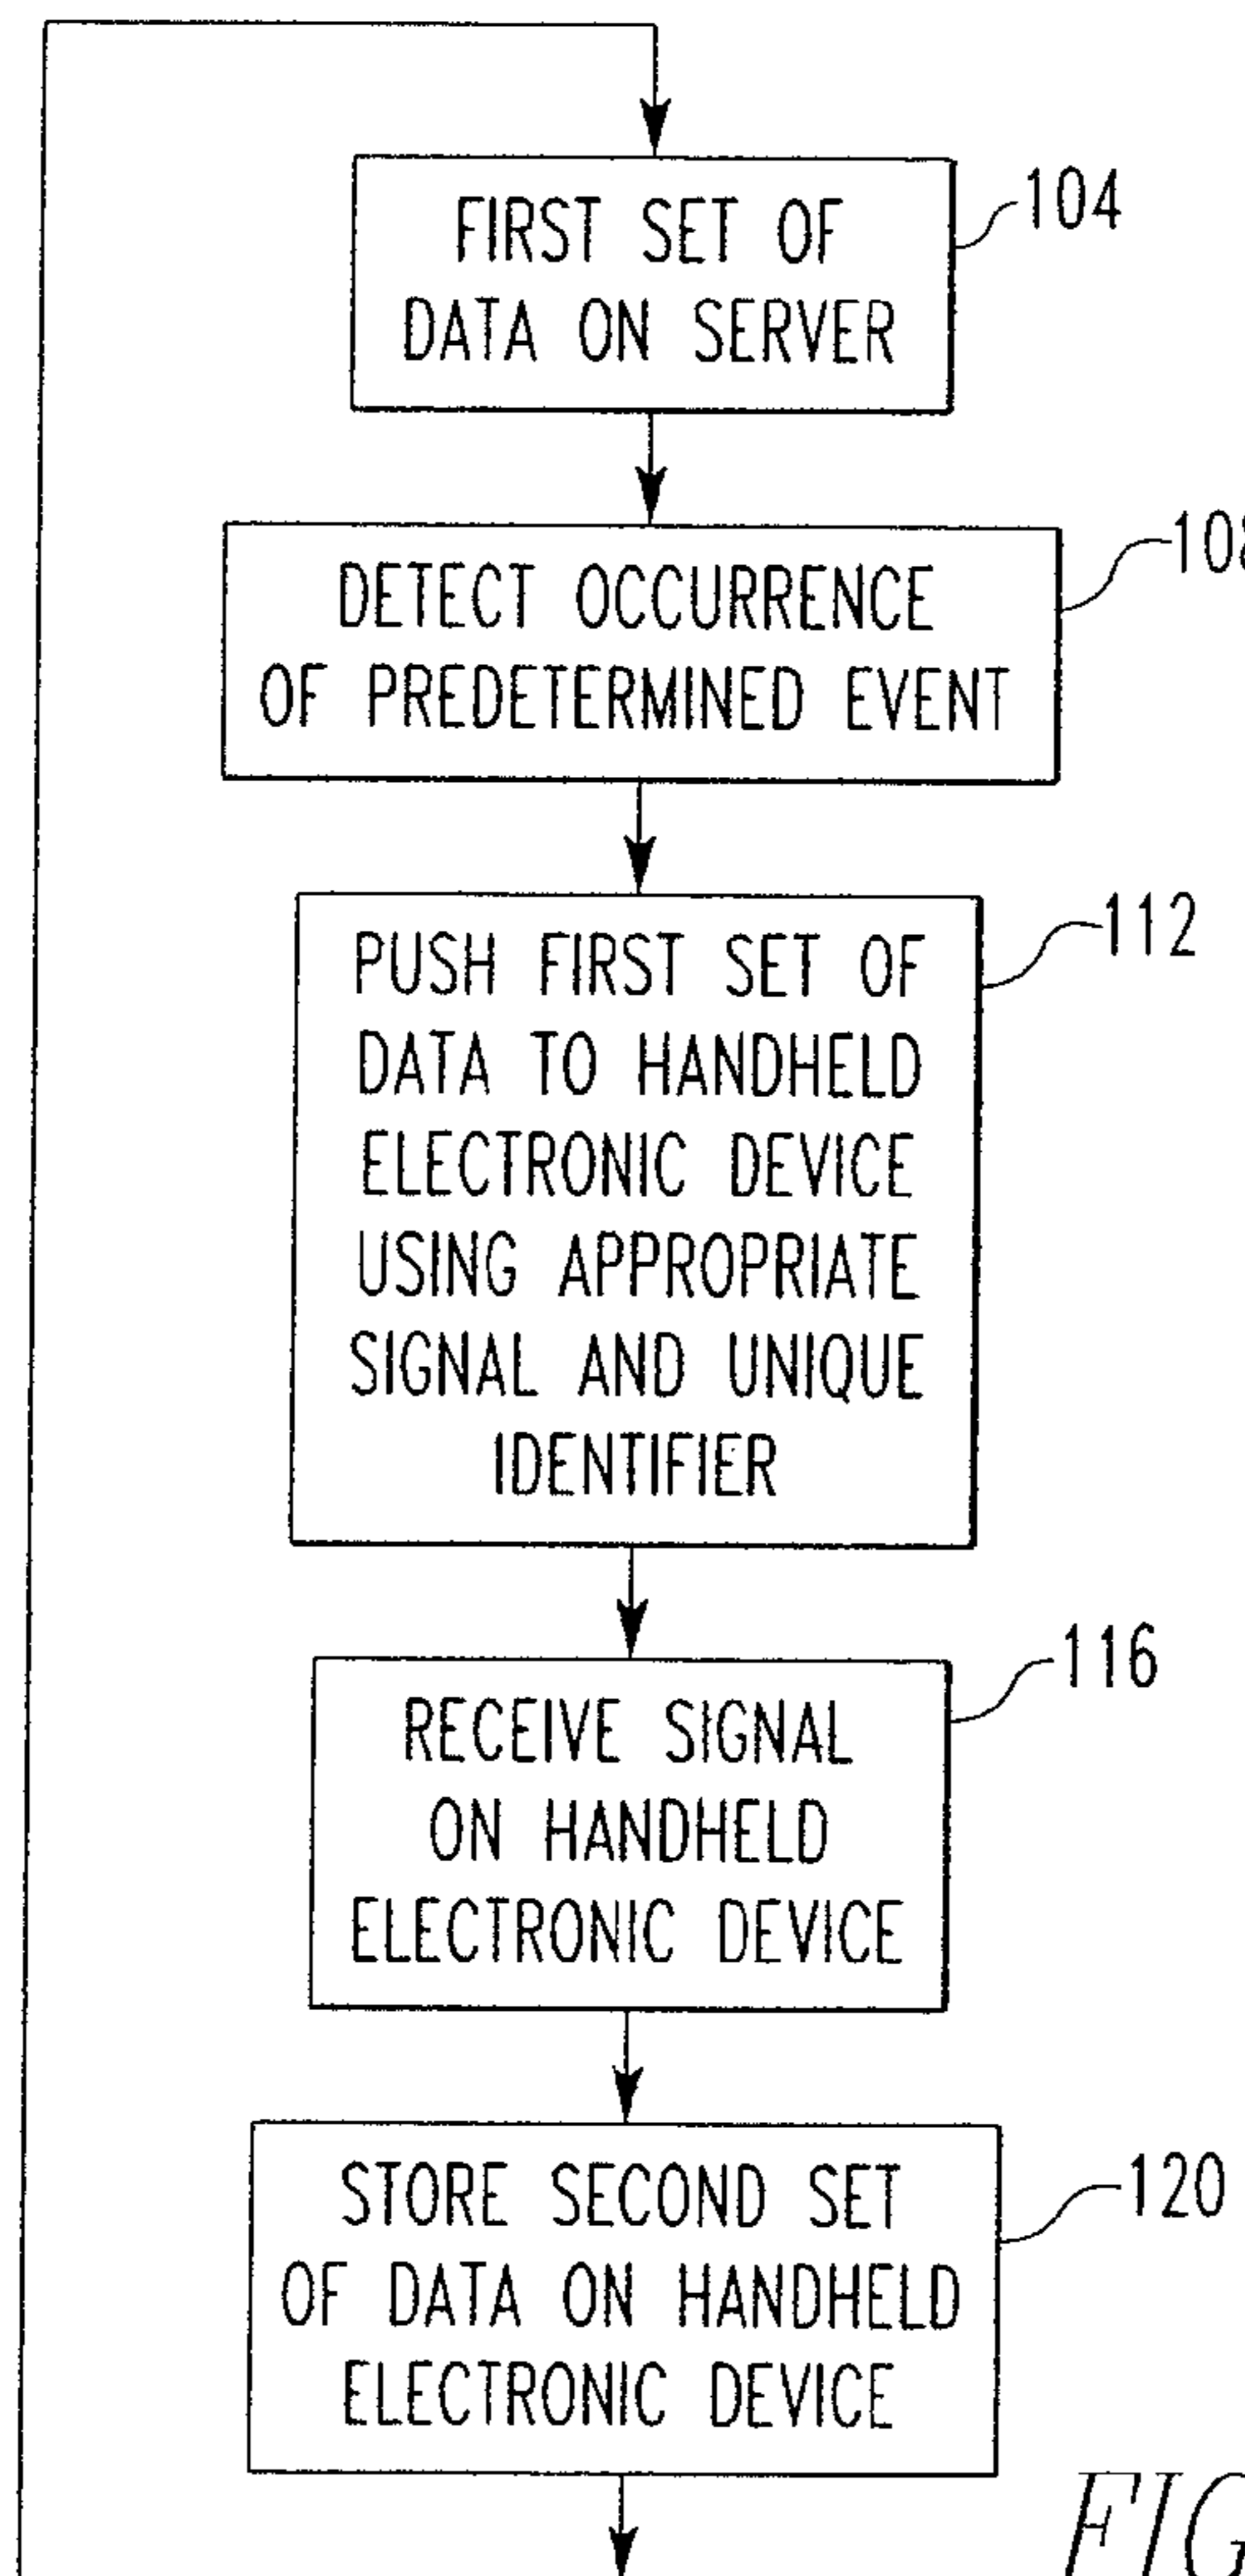 FIRST SET OF
DATA ON SERVER
104
DETECT OCCURRENCE
OF PREDETERMINED EVENT
PUSH FIRST SET OF
DATA TO HANDHELD
ELECTRONIC DEVICE
USING APPROPRIATE
SIGNAL AND UNIQUE
IDENTIFIER
112
RECEIVE SIGNAL
ON HANDHELD
ELECTRONIC DEVICE
116
STORE SECOND SET
OF DATA ON HANDHELD
ELECTRONIC DEVICE
120
FIG